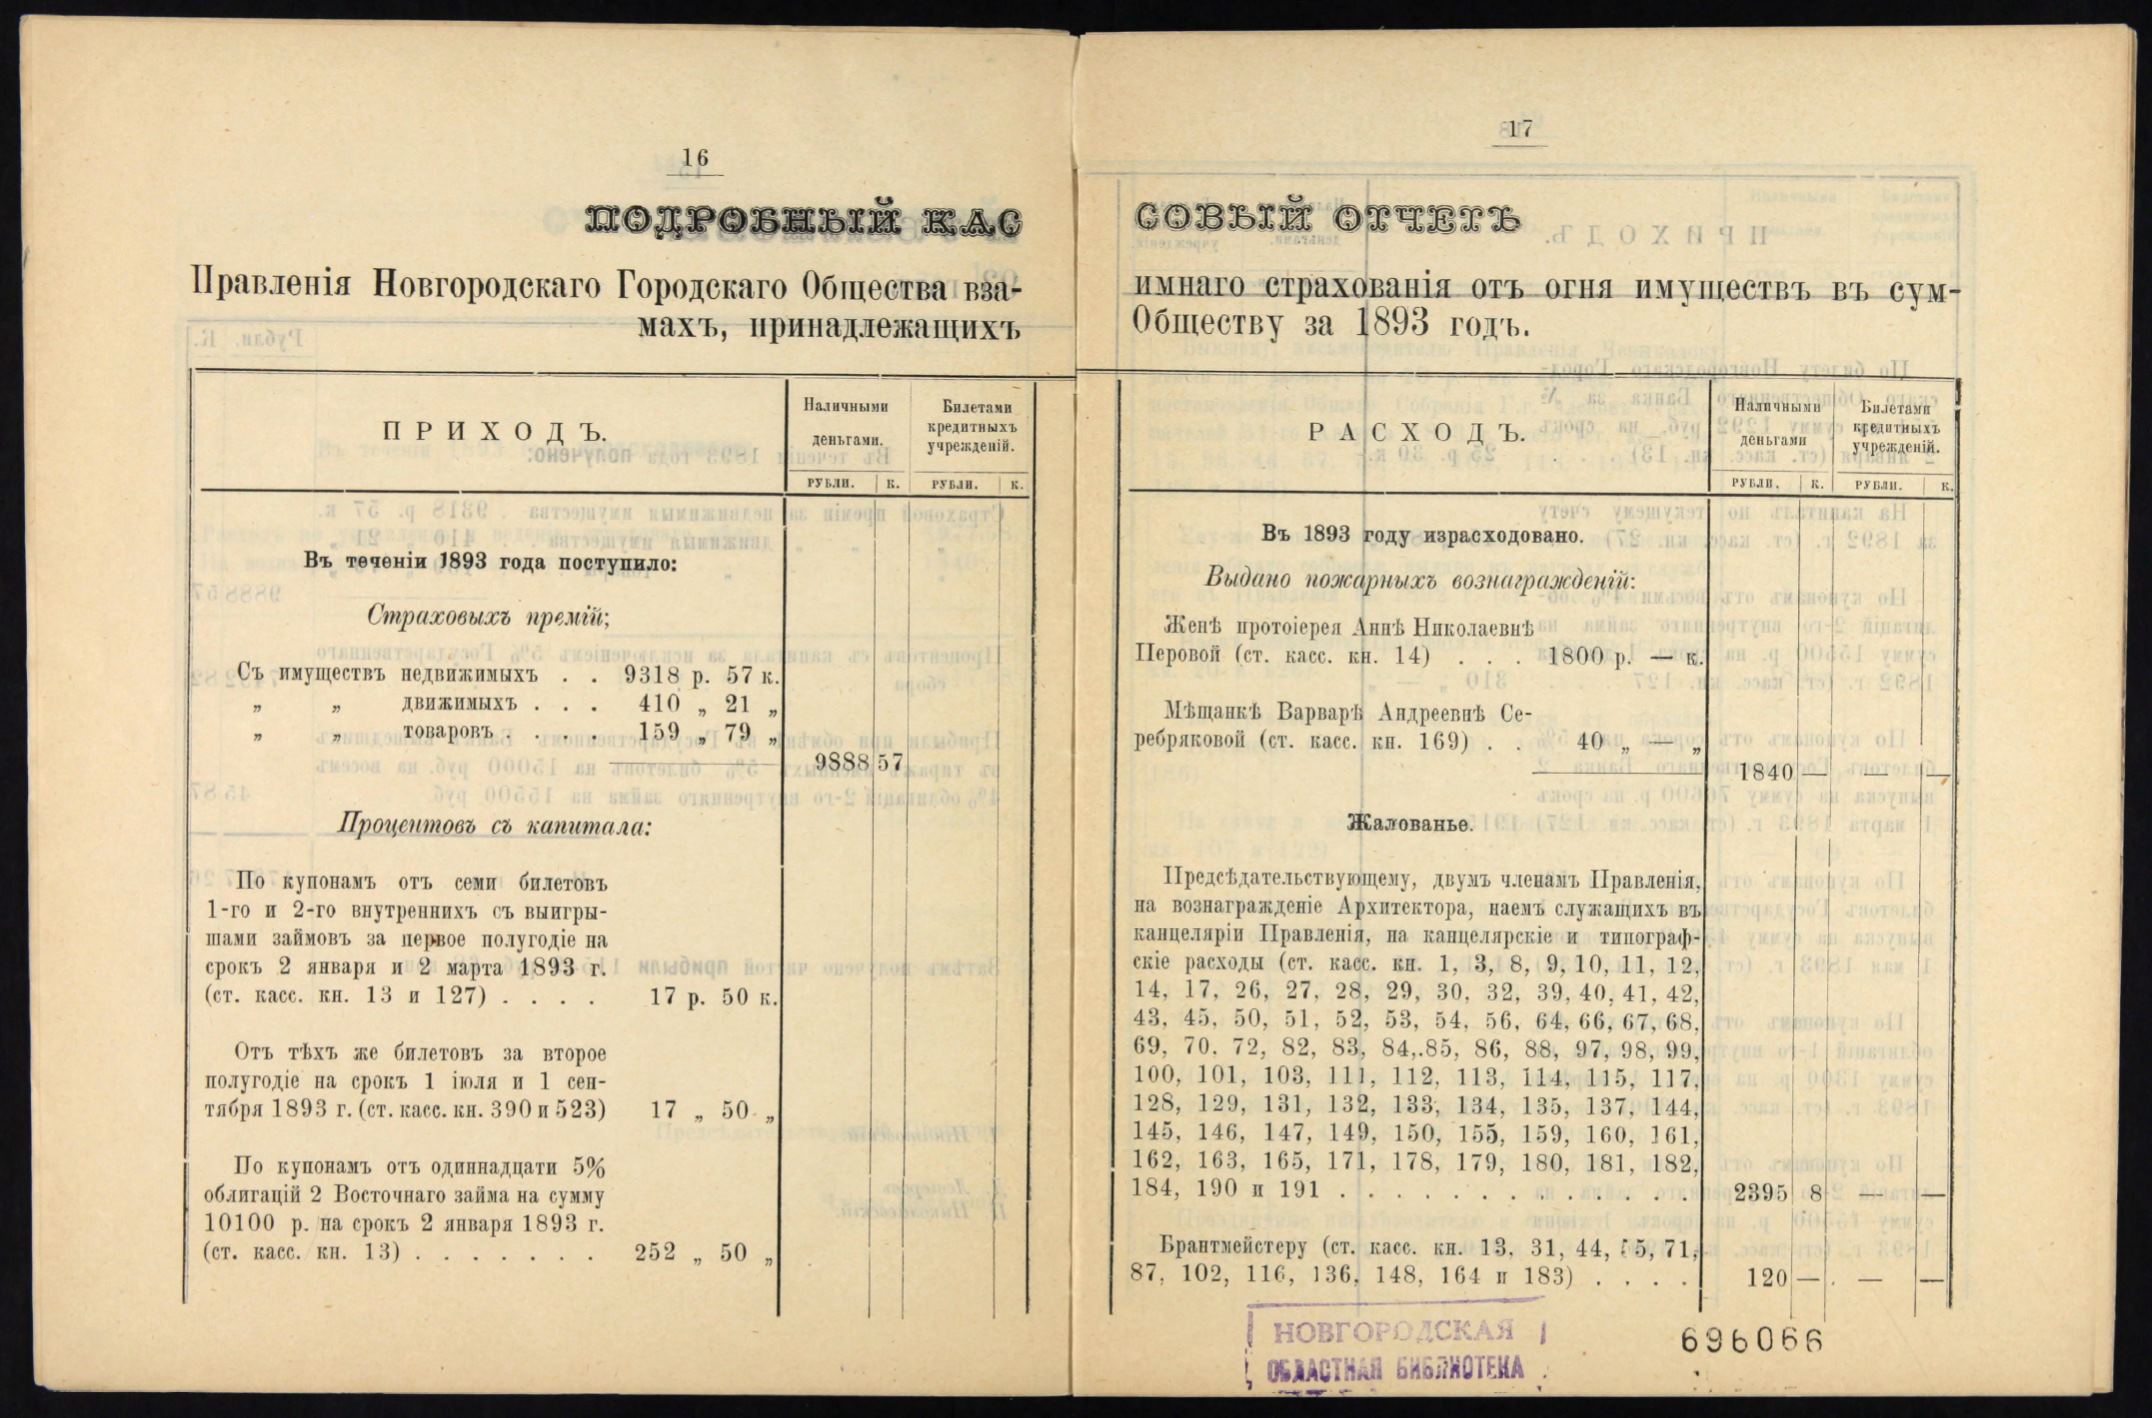 16
ПОДРОБНЫЙ КАС
Правленія Новгородскаго Городскаго Общества вза-
махъ, принадлежащихъ
ПРИХОДЪ.
Наличными
деньгами.
Билетами
кредитныхъ
учрежденій.
РУБЛИ. К. РУБЛИ. К.
Въ теченіи 1893 года поступило:
Страховыхъ премій;
Съ имуществъ недвижимыхъ . . 9318 р. 57 к.
„ „ движимыхъ . . . 410 „ 21 „
„ „ товаровъ . . . . 159 „ 79 „
9888 57
Процентовъ съ капитала:
По купонамъ отъ семи билетовъ
1-го и 2-го внутреннихъ съ выигры-
шами займовъ за первое полугодіе на
срокъ 2 января и 2 марта 1893 г.
(ст. касс. кн. 13 и 127) . . . . 17 р. 50 к.
Отъ тѣхъ же билетовъ за второе
полугодіе на срокъ 1 іюля и 1 сен-
тября 1893 г. (ст. касс. кн. 390 и 523) 17 „ 50 „
По купонамъ отъ одиннадцати 5%
облигацій 2 Восточнаго займа на сумму
10100 р. на срокъ 2 января 1893 г.
(ст. касс. кн. 13) . . . . . . . 252 „ 50 „
17
СОВЫЙ ОТЧЕТЪ
имнаго страхованія отъ огня имуществъ въ сум-
Обществу за 1893 годъ.
РАСХОДЪ.
Наличными
деньгами
Билетами
кредитныхъ
учрежденій.
РУБЛИ. К. РУБЛИ. К.
Въ 1893 году израсходовано.
Выдано пожарныхъ вознагражденій:
Женѣ протоіерея Аннѣ Николаевнѣ
Перовой (ст. касс. кн. 14) . . . 1800 р. — к.
Мѣщанкѣ Варварѣ Андреевнѣ Се-
ребряковой (ст. касс. кн. 169) . . 40 „ — „
1840 — — —
Жалованье.
Предсѣдательствующему, двумъ членамъ Правленія,
на вознагражденіе Архитектора, наемъ служащихъ въ
канцеляріи Правленія, на канцелярскіе и типограф-
скіе расходы (ст. касс. кн. 1, 3, 8, 9, 10, 11, 12,
14, 17, 26, 27, 28, 29, 30, 32, 39, 40, 41, 42,
43, 45, 50, 51, 52, 53, 54, 56, 64, 66, 67, 68,
69, 70. 72, 82, 83, 84,.85, 86, 88, 97, 98, 99,
100, 101, 103, 111, 112, 113, 114, 115, 117,
128, 129, 131, 132, 133, 134, 135, 137, 144,
145, 146, 147, 149, 150, 155, 159, 160, 161,
162, 163, 165, 171, 178, 179, 180, 181, 182,
184, 190 и 191 . . . . . . . . . . . . . 2395 8 — —
Брантмейстеру (ст. касс. кн. 13, 31, 44, 55, 71,
87, 102, 116, 136, 148, 164 и 183) . . . . 120 — — —
НОВГОРОДСКАЯ
ОБЛАСТНАЯ БИБЛИОТЕКА
696066